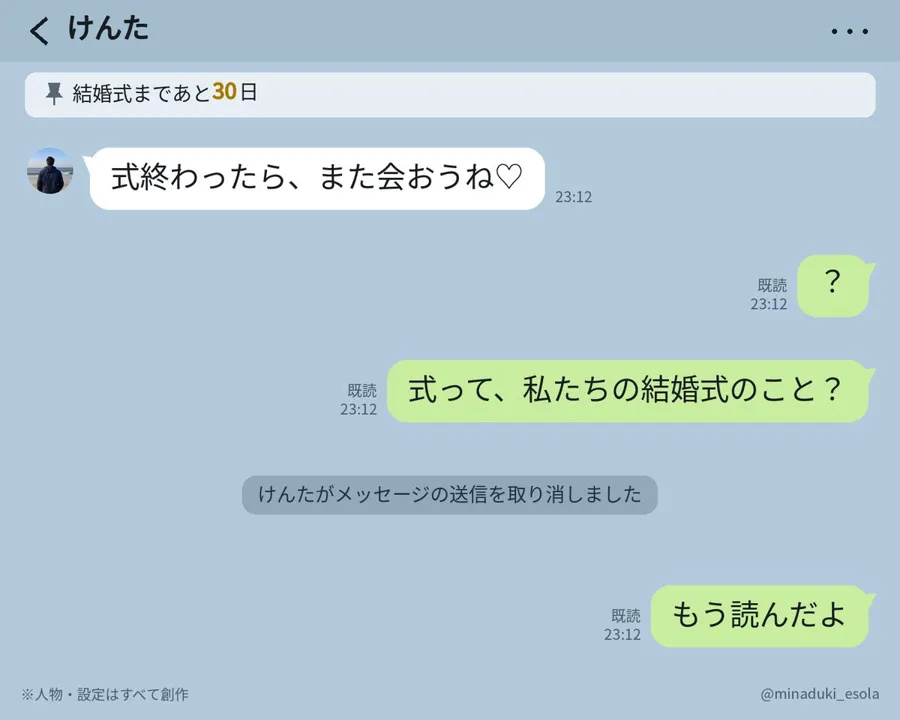 けんた
結婚式まであと30日
式終わったら、また会おうね♡
23:12
？
既読
23:12
式って、私たちの結婚式のこと？
既読
23:12
けんたがメッセージの送信を取り消しました
もう読んだよ
既読
23:12
※人物・設定はすべて創作
@minaduki_esola